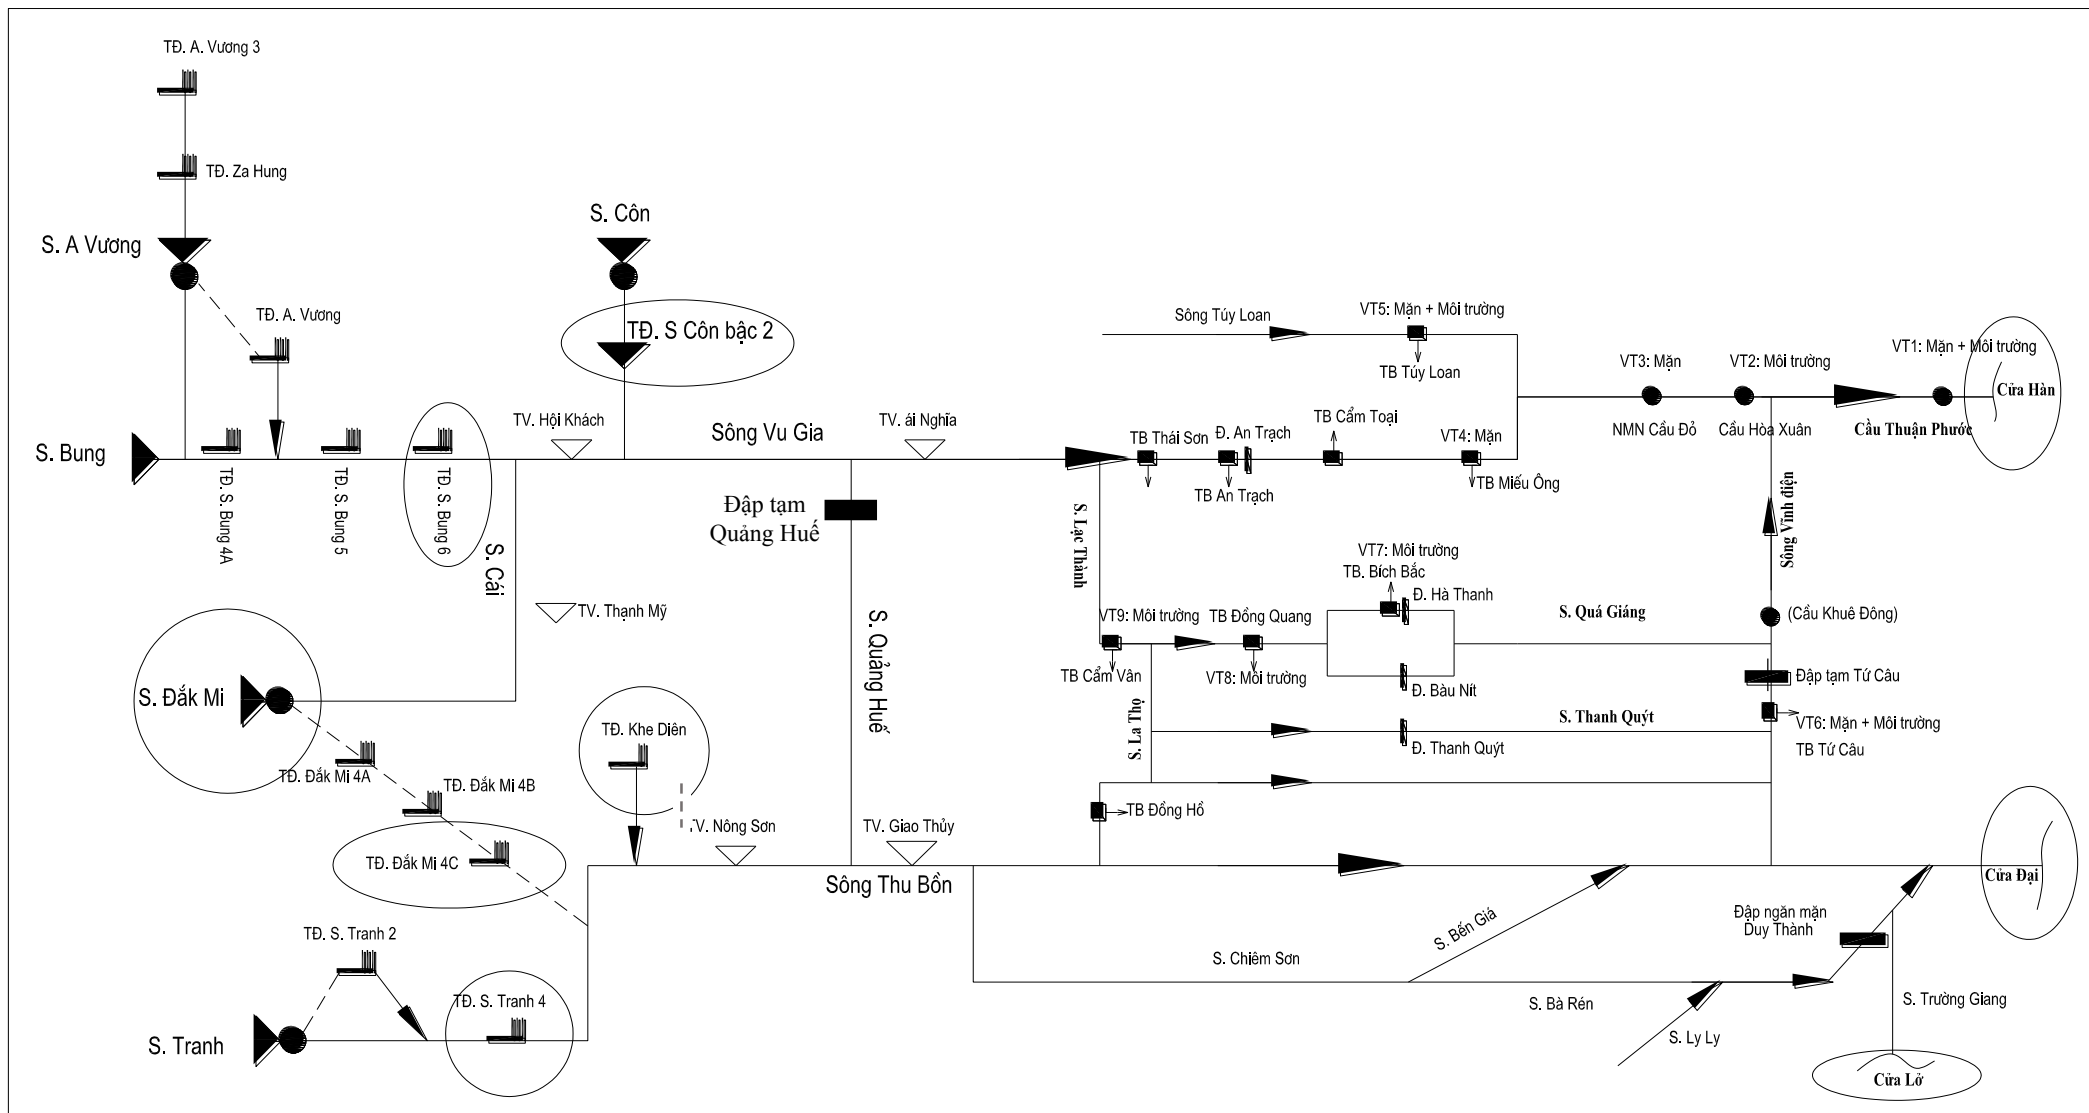 TĐ. A. Vương 3
TĐ. Za Hung
S. Côn
S. A Vương
TĐ. A. Vương
TĐ. S Côn bậc 2
Sông Túy Loan
VT5: Mặn + Môi trường
TB Túy Loan
VT3: Mặn
VT2: Môi trường
VT1: Mặn + Môi trường
Cửa Hàn
NMN Cầu Đỏ
Cầu Hòa Xuân
Cầu Thuận Phước
S. Bung
TĐ. S. Bung 4A
TĐ. S. Bung 5
TĐ. S. Bung 6
TV. Hội Khách
Sông Vu Gia
TV. ái Nghĩa
TB Thái Sơn
Đ. An Trạch
TB Cẩm Toại
VT4: Mặn
TB An Trạch
TB Miếu Ông
Đập tạm
Quảng Huế
S. Cái
S. Lạc Thành
Sông Vĩnh điện
VT7: Môi trường
TB. Bích Bắc
Đ. Hà Thanh
TV. Thạnh Mỹ
S. Quảng Huế
VT9: Môi trường
TB Đồng Quang
S. Quá Giáng
(Cầu Khuê Đông)
TB Cẩm Vân
VT8: Môi trường
Đ. Bàu Nít
Đập tạm Tứ Câu
S. Đắk Mi
S. La Thọ
S. Thanh Quýt
Đ. Thanh Quýt
VT6: Mặn + Môi trường
TB Tứ Câu
TĐ. Khe Diên
TĐ. Đắk Mi 4A
TĐ. Đắk Mi 4B
TB Đồng Hồ
TV. Nông Sơn
TV. Giao Thủy
TĐ. Đắk Mi 4C
Sông Thu Bồn
Cửa Đại
TĐ. S. Tranh 2
S. Bến Giá
Đập ngăn mặn
Duy Thành
S. Chiêm Sơn
TĐ. S. Tranh 4
S. Bà Rén
S. Trường Giang
S. Tranh
S. Ly Ly
Cửa Lở